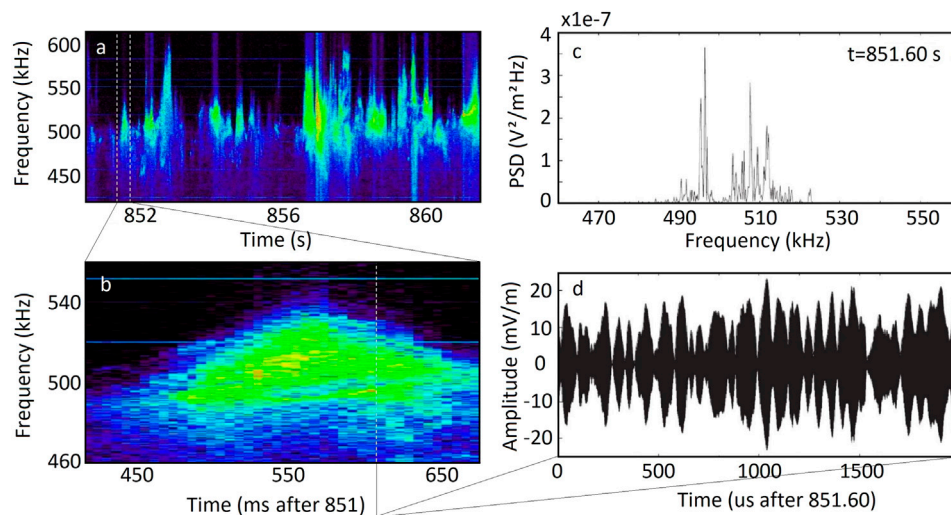 a
600
550
500
450
Frequency (kHz)
852
856
860
Time (s)
b
540
500
460
Frequency (kHz)
450
550
650
Time (ms after 851)
x1e-7
c
t=851.60 s
4
3
2
1
0
PSD (V²/m²Hz)
470
490
510
530
550
Frequency (kHz)
d
20
10
0
-10
-20
Amplitude (mV/m)
0
500
1000
1500
Time (us after 851.60)